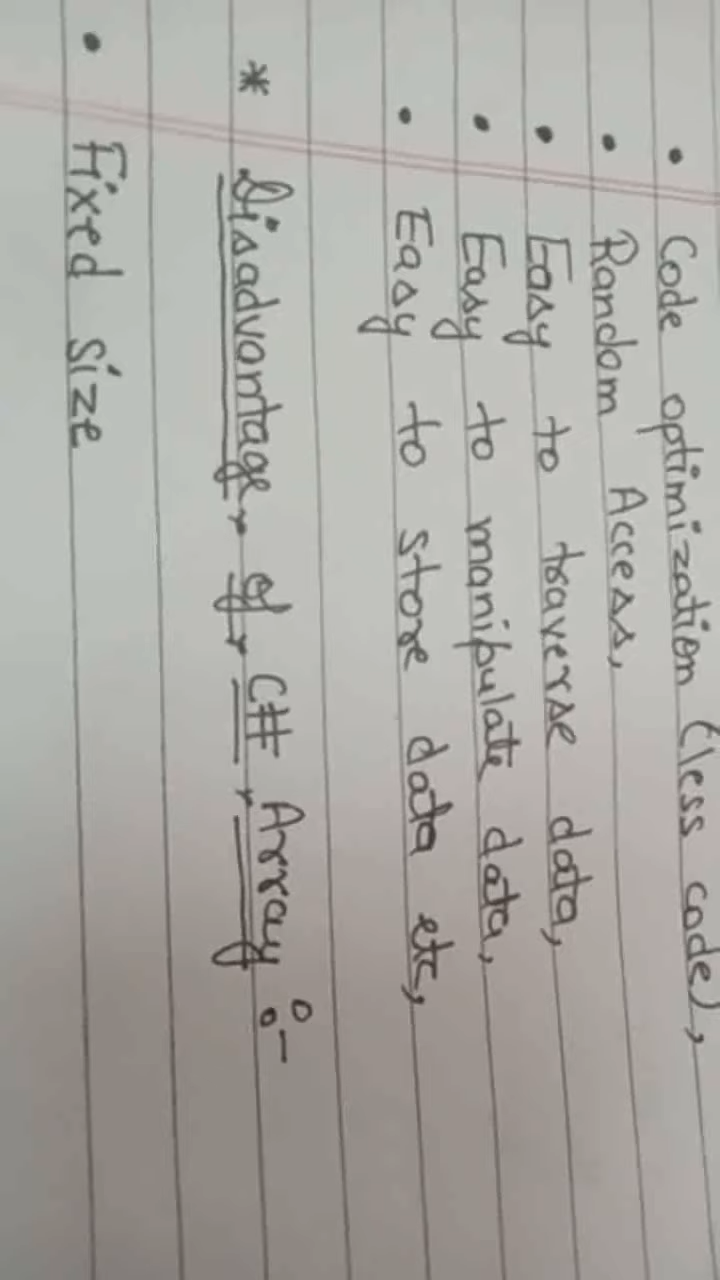 • Code optimization (less code),
• Random Access,
• Easy to traverse data,
• Easy to manipulate data,
• Easy to store data etc,
* Disadvantage of C# Array :-
• Fixed size